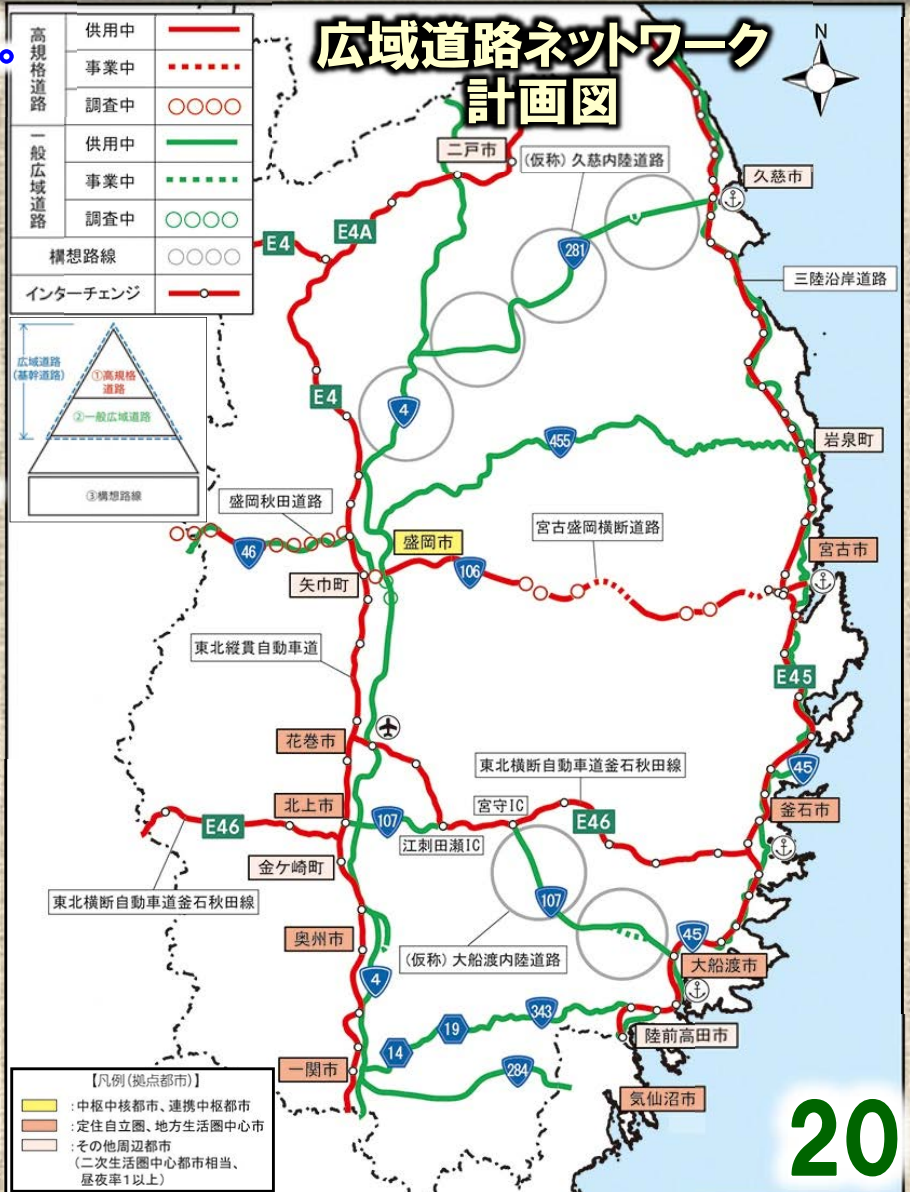 広域道路ネットワーク
計画図
高規格道路
供用中
事業中
調査中
一般広域道路
供用中
事業中
調査中
構想路線
インターチェンジ
N
広域道路
(基幹道路)
①高規格
道路
②一般広域道路
③構想路線
二戸市
(仮称) 久慈内陸道路
久慈市
E4
E4A
281
三陸沿岸道路
E4
4
455
岩泉町
盛岡秋田道路
46
盛岡市
宮古盛岡横断道路
宮古市
106
矢巾町
東北縦貫自動車道
E45
花巻市
45
東北横断自動車道釜石秋田線
北上市
107
宮守IC
E46
釜石市
E46
江刺田瀬IC
金ケ崎町
東北横断自動車道釜石秋田線
107
奥州市
(仮称) 大船渡内陸道路
45
大船渡市
4
343
19
陸前高田市
14
一関市
284
気仙沼市
【凡例(拠点都市)】
:中枢中核都市、連携中枢都市
:定住自立圏、地方生活圏中心市
:その他周辺都市
(二次生活圏中心都市相当、
昼夜率1以上)
20